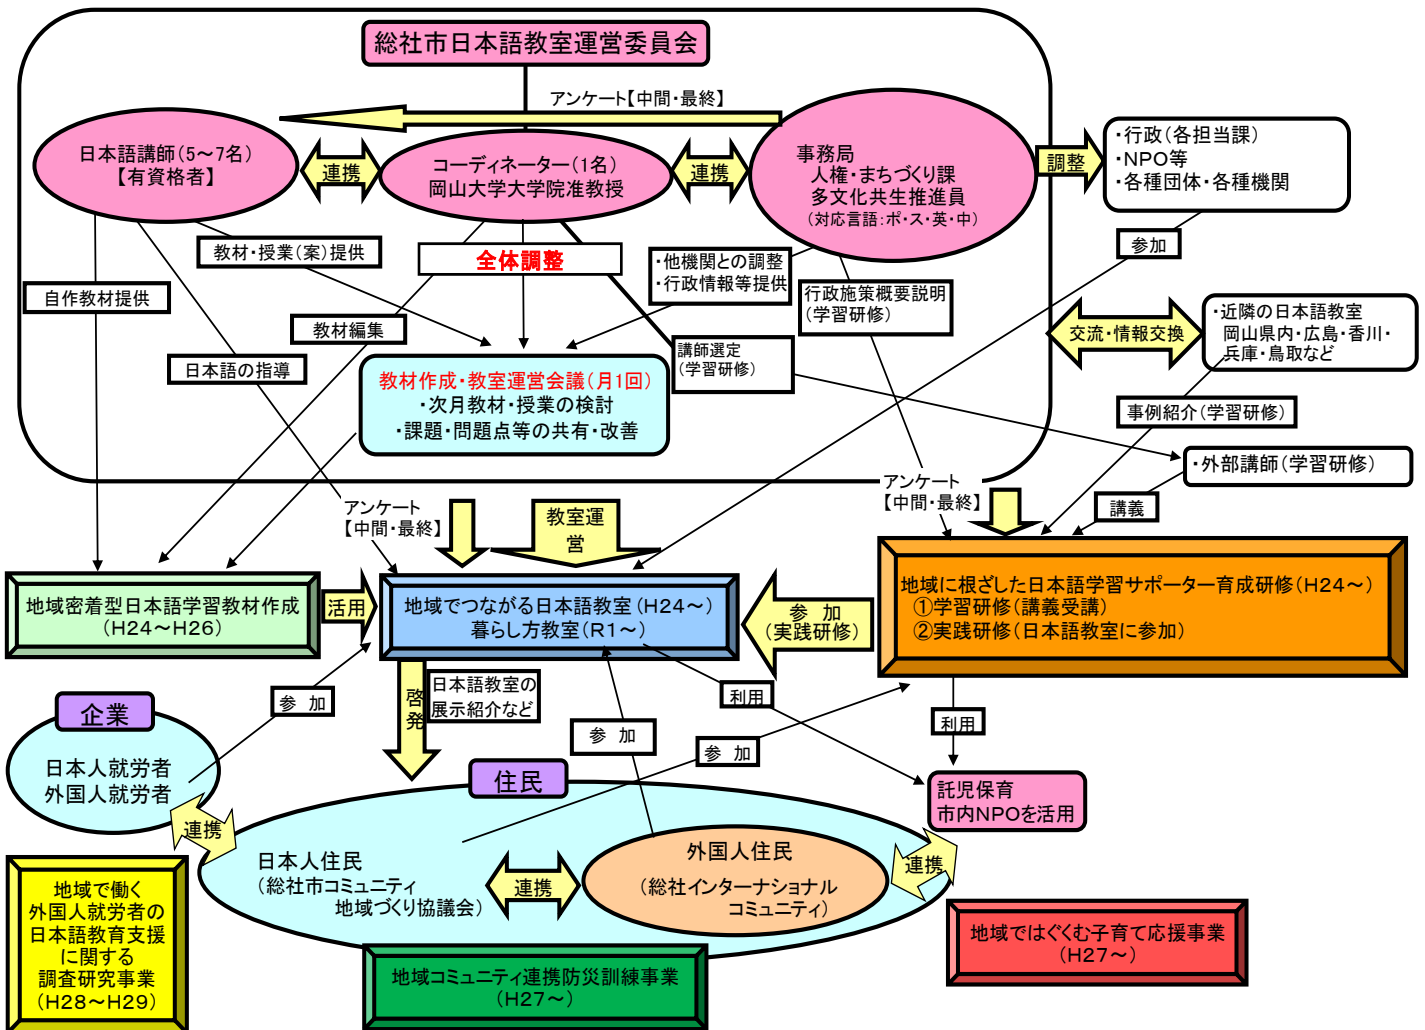 総社市日本語教室運営委員会
アンケート【中間・最終】
日本語講師(5～7名)
【有資格者】
連携
コーディネーター(1名)
岡山大学大学院准教授
連携
事務局
人権・まちづくり課
多文化共生推進員
(対応言語:ポ・ス・英・中)
調整
・行政(各担当課)
・NPO等
・各種団体・各種機関
参加
教材・授業(案)提供
全体調整
・他機関との調整
・行政情報等提供
自作教材提供
行政施策概要説明
(学習研修)
教材編集
交流・情報交換
・近隣の日本語教室
岡山県内・広島・香川・
兵庫・鳥取など
日本語の指導
講師選定
(学習研修)
教材作成・教室運営会議(月1回)
・次月教材・授業の検討
・課題・問題点等の共有・改善
事例紹介(学習研修)
・外部講師(学習研修)
アンケート
【中間・最終】
教室運
営
アンケート
【中間・最終】
講義
地域密着型日本語学習教材作成
(H24～H26)
活用
地域でつながる日本語教室(H24～)
暮らし方教室(R1～)
参 加
(実践研修)
地域に根ざした日本語学習サポーター育成研修(H24～)
①学習研修(講義受講)
②実践研修(日本語教室に参加)
参 加
啓
発
日本語教室の
展示紹介など
利用
利用
企業
日本人就労者
外国人就労者
参 加
参 加
住民
託児保育
市内NPOを活用
連携
日本人住民
(総社市コミュニティ
地域づくり協議会)
連携
外国人住民
(総社インターナショナル
コミュニティ)
連携
地域で働く
外国人就労者の
日本語教育支援
に関する
調査研究事業
(H28～H29)
地域コミュニティ連携防災訓練事業
(H27～)
地域ではぐくむ子育て応援事業
(H27～)